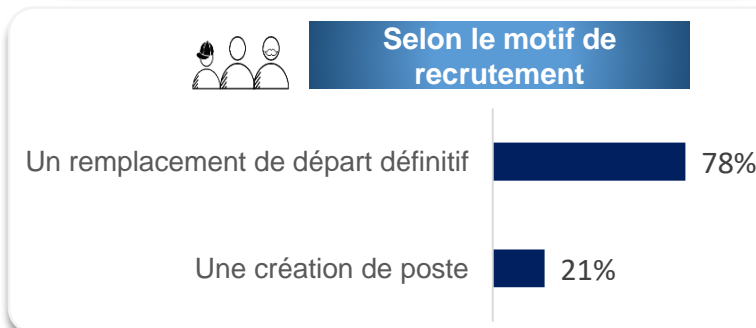 Selon le motif de
recrutement
Un remplacement de départ définitif 78%
Une création de poste 21%